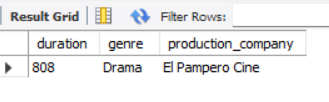 Result Grid Filter Rows:
duration genre production_company
808 Drama El Pampero Cine